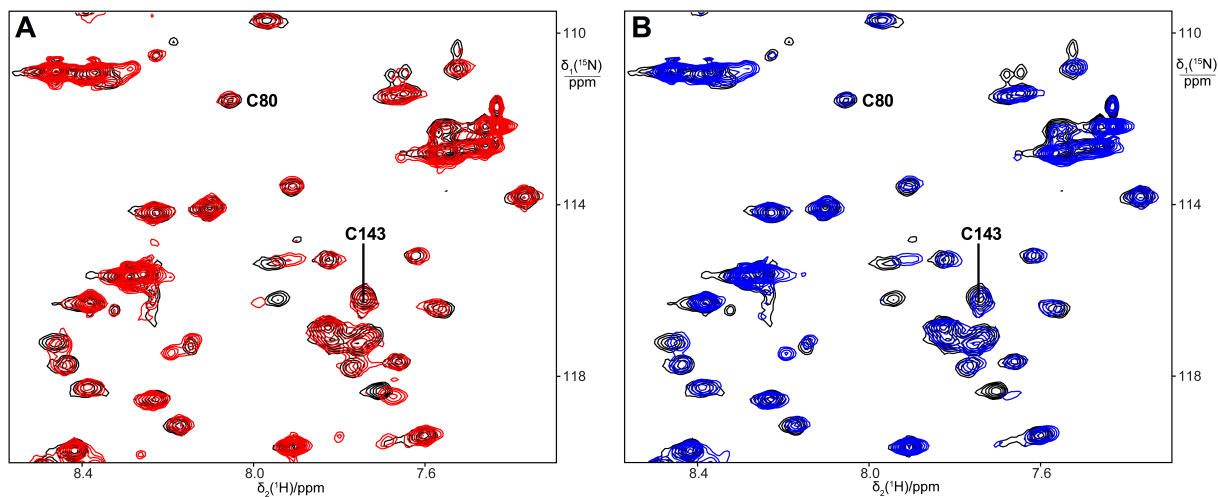 A
B
110
110
δ₁(¹⁵N)
ppm
δ₁(¹⁵N)
ppm
C80
C80
114
114
C143
C143
118
118
8.4
8.0
7.6
8.4
8.0
7.6
δ₂(¹H)/ppm
δ₂(¹H)/ppm